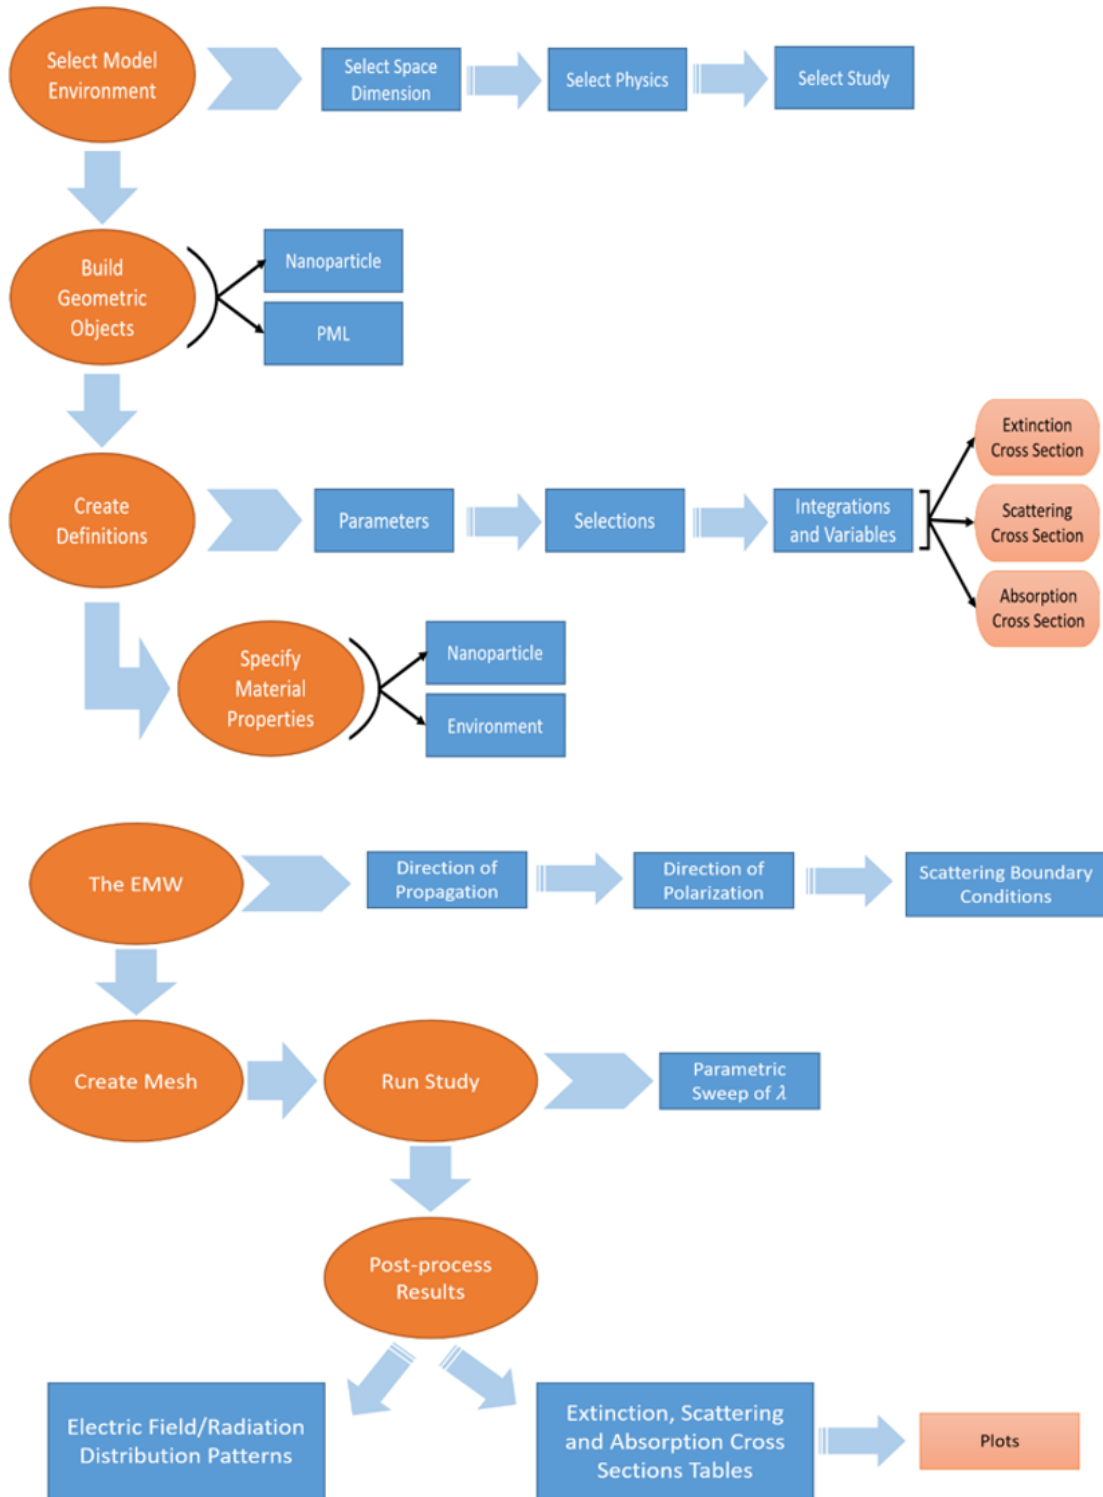 Select Model
Environment
Select Space
Dimension
Select Physics
Select Study
Build
Geometric
Objects
Nanoparticle
PML
Create
Definitions
Parameters
Selections
Integrations
and Variables
Extinction
Cross Section
Scattering
Cross Section
Absorption
Cross Section
Specify
Material
Properties
Nanoparticle
Environment
The EMW
Direction of
Propagation
Direction of
Polarization
Scattering Boundary
Conditions
Create Mesh
Run Study
Parametric
Sweep of λ
Post-process
Results
Electric Field/Radiation
Distribution Patterns
Extinction, Scattering
and Absorption Cross
Sections Tables
Plots